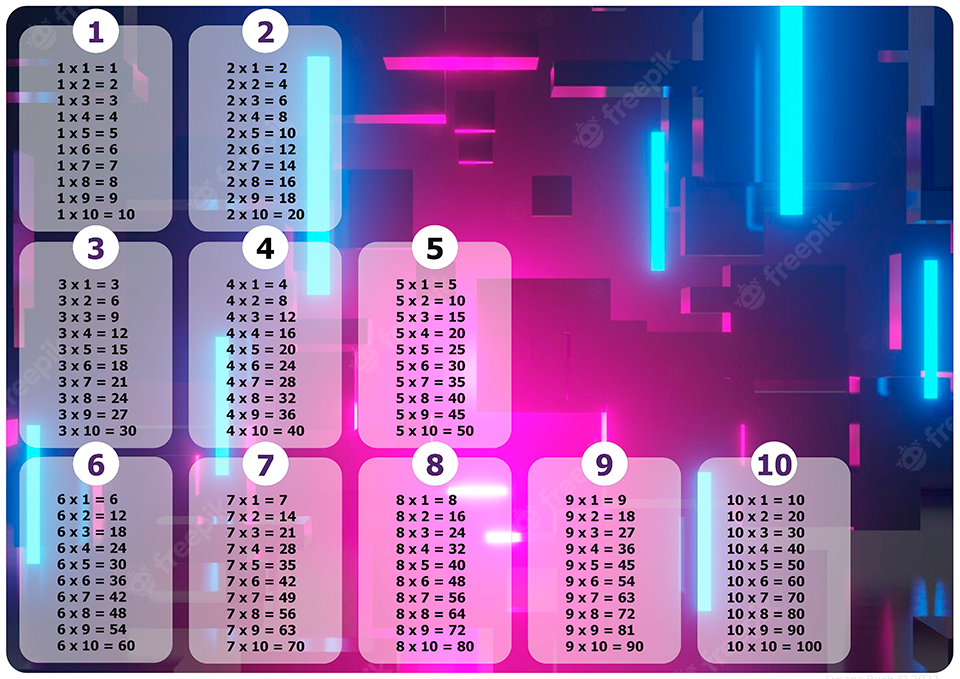 1
1 x 1 = 1
1 x 2 = 2
1 x 3 = 3
1 x 4 = 4
1 x 5 = 5
1 x 6 = 6
1 x 7 = 7
1 x 8 = 8
1 x 9 = 9
1 x 10 = 10
2
2 x 1 = 2
2 x 2 = 4
2 x 3 = 6
2 x 4 = 8
2 x 5 = 10
2 x 6 = 12
2 x 7 = 14
2 x 8 = 16
2 x 9 = 18
2 x 10 = 20
3
3 x 1 = 3
3 x 2 = 6
3 x 3 = 9
3 x 4 = 12
3 x 5 = 15
3 x 6 = 18
3 x 7 = 21
3 x 8 = 24
3 x 9 = 27
3 x 10 = 30
4
4 x 1 = 4
4 x 2 = 8
4 x 3 = 12
4 x 4 = 16
4 x 5 = 20
4 x 6 = 24
4 x 7 = 28
4 x 8 = 32
4 x 9 = 36
4 x 10 = 40
5
5 x 1 = 5
5 x 2 = 10
5 x 3 = 15
5 x 4 = 20
5 x 5 = 25
5 x 6 = 30
5 x 7 = 35
5 x 8 = 40
5 x 9 = 45
5 x 10 = 50
6
6 x 1 = 6
6 x 2 = 12
6 x 3 = 18
6 x 4 = 24
6 x 5 = 30
6 x 6 = 36
6 x 7 = 42
6 x 8 = 48
6 x 9 = 54
6 x 10 = 60
7
7 x 1 = 7
7 x 2 = 14
7 x 3 = 21
7 x 4 = 28
7 x 5 = 35
7 x 6 = 42
7 x 7 = 49
7 x 8 = 56
7 x 9 = 63
7 x 10 = 70
8
8 x 1 = 8
8 x 2 = 16
8 x 3 = 24
8 x 4 = 32
8 x 5 = 40
8 x 6 = 48
8 x 7 = 56
8 x 8 = 64
8 x 9 = 72
8 x 10 = 80
9
9 x 1 = 9
9 x 2 = 18
9 x 3 = 27
9 x 4 = 36
9 x 5 = 45
9 x 6 = 54
9 x 7 = 63
9 x 8 = 72
9 x 9 = 81
9 x 10 = 90
10
10 x 1 = 10
10 x 2 = 20
10 x 3 = 30
10 x 4 = 40
10 x 5 = 50
10 x 6 = 60
10 x 7 = 70
10 x 8 = 80
10 x 9 = 90
10 x 10 = 100
freepik
freepik
freepik
freepik